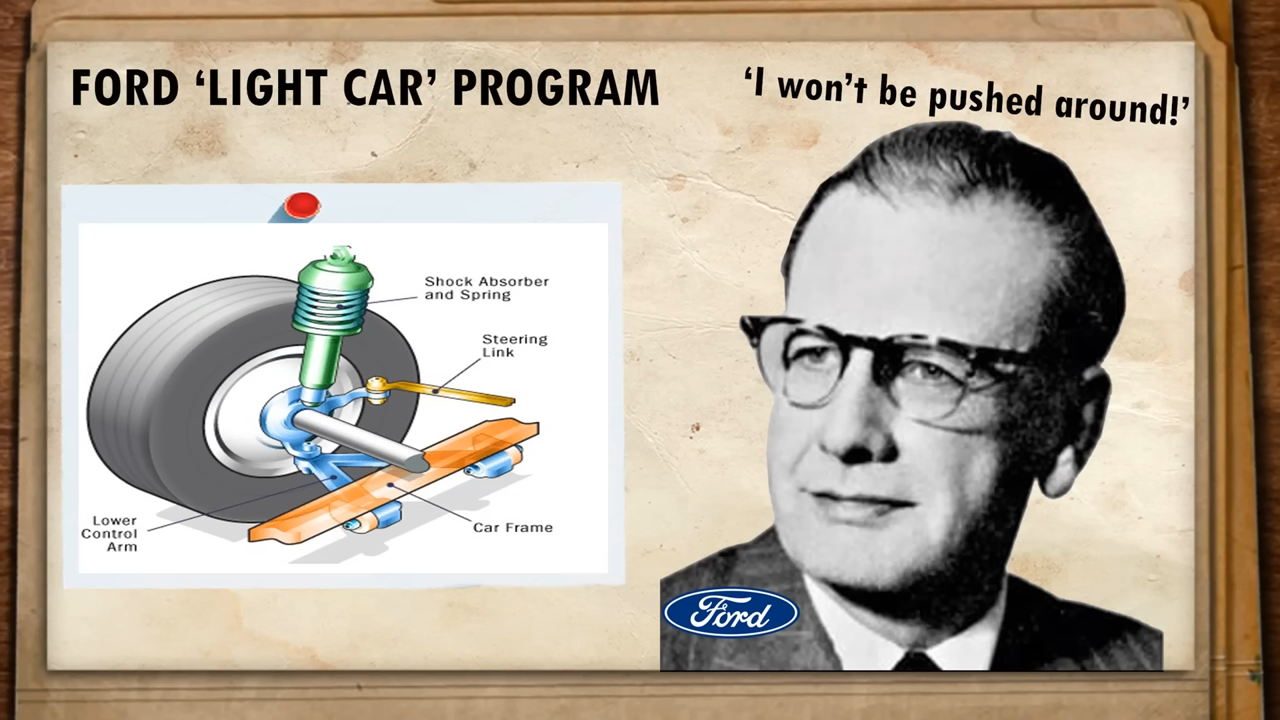 FORD ‘LIGHT CAR’ PROGRAM
‘I won’t be pushed around!’
Shock Absorber
and Spring
Steering
Link
Lower
Control
Arm
Car Frame
Ford